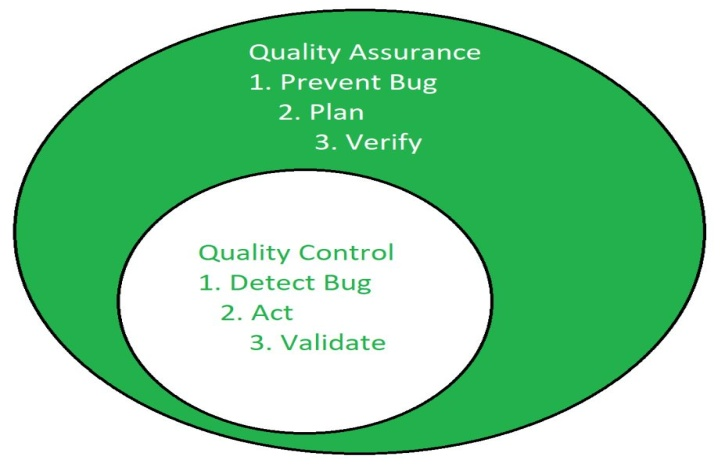 Quality Assurance
1. Prevent Bug
2. Plan
3. Verify
Quality Control
1. Detect Bug
2. Act
3. Validate